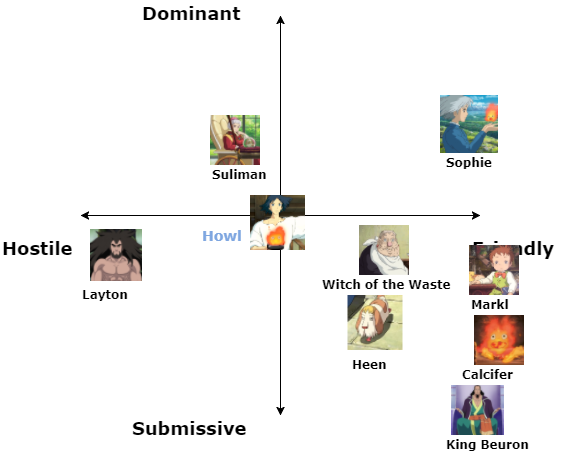 Dominant
Sophie
Suliman
Howl
Hostile
Friendly
Witch of the Waste
Layton
Markl
Heen
Calcifer
Submissive
King Beuron